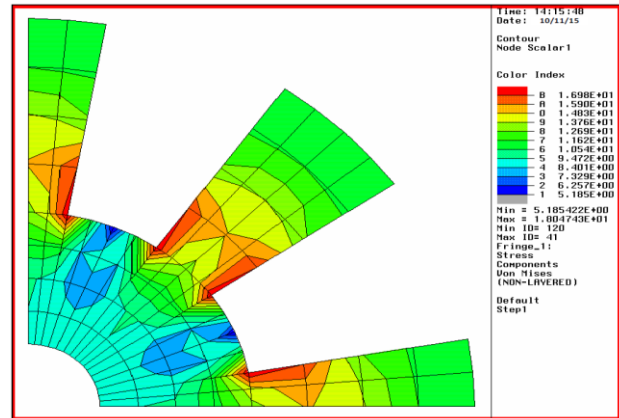 Time: 14:15:48
Date: 10/11/15
Contour
Node Scalar1
Color Index
B 1.698E+01
A 1.590E+01
0 1.483E+01
9 1.376E+01
8 1.269E+01
7 1.162E+01
6 1.054E+01
5 9.472E+00
4 8.401E+00
3 7.329E+00
2 6.257E+00
1 5.185E+00
Min = 5.185422E+00
Max = 1.804743E+01
Min ID= 120
Max ID= 41
Fringe_1:
Stress
Components
Von Mises
(NON-LAYERED)
Default
Step1